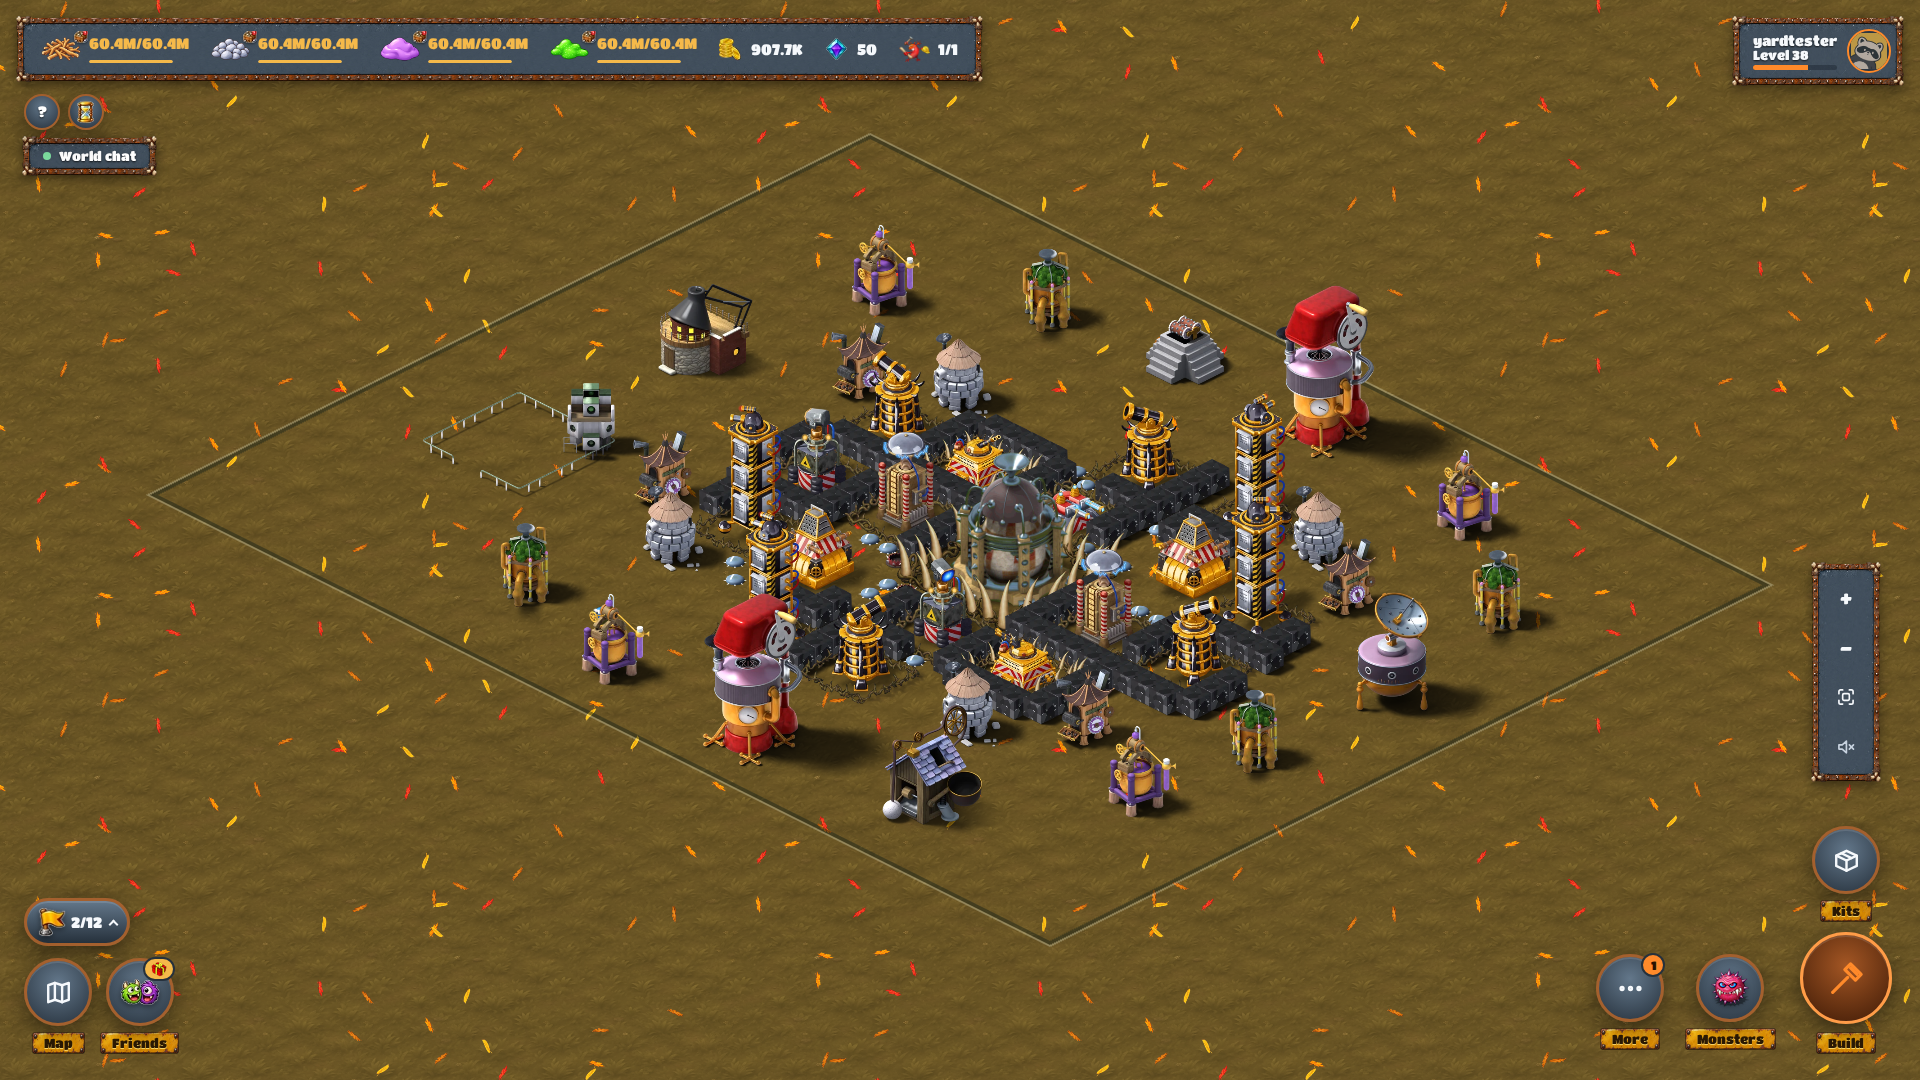 60.4M/60.4M
60.4M/60.4M
60.4M/60.4M
60.4M/60.4M
907.7K
50
1/1
yardtester
Level 38
?
World chat
+
-
2/12
Map
Friends
Kits
1
More
Monsters
Build